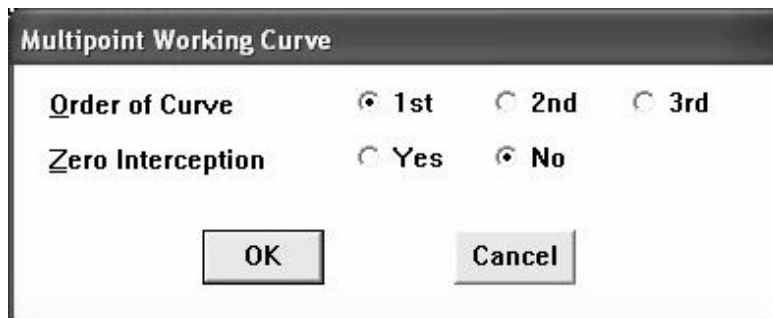 Multipoint Working Curve
Order of Curve 1st 2nd 3rd
Zero Interception Yes No
OK Cancel